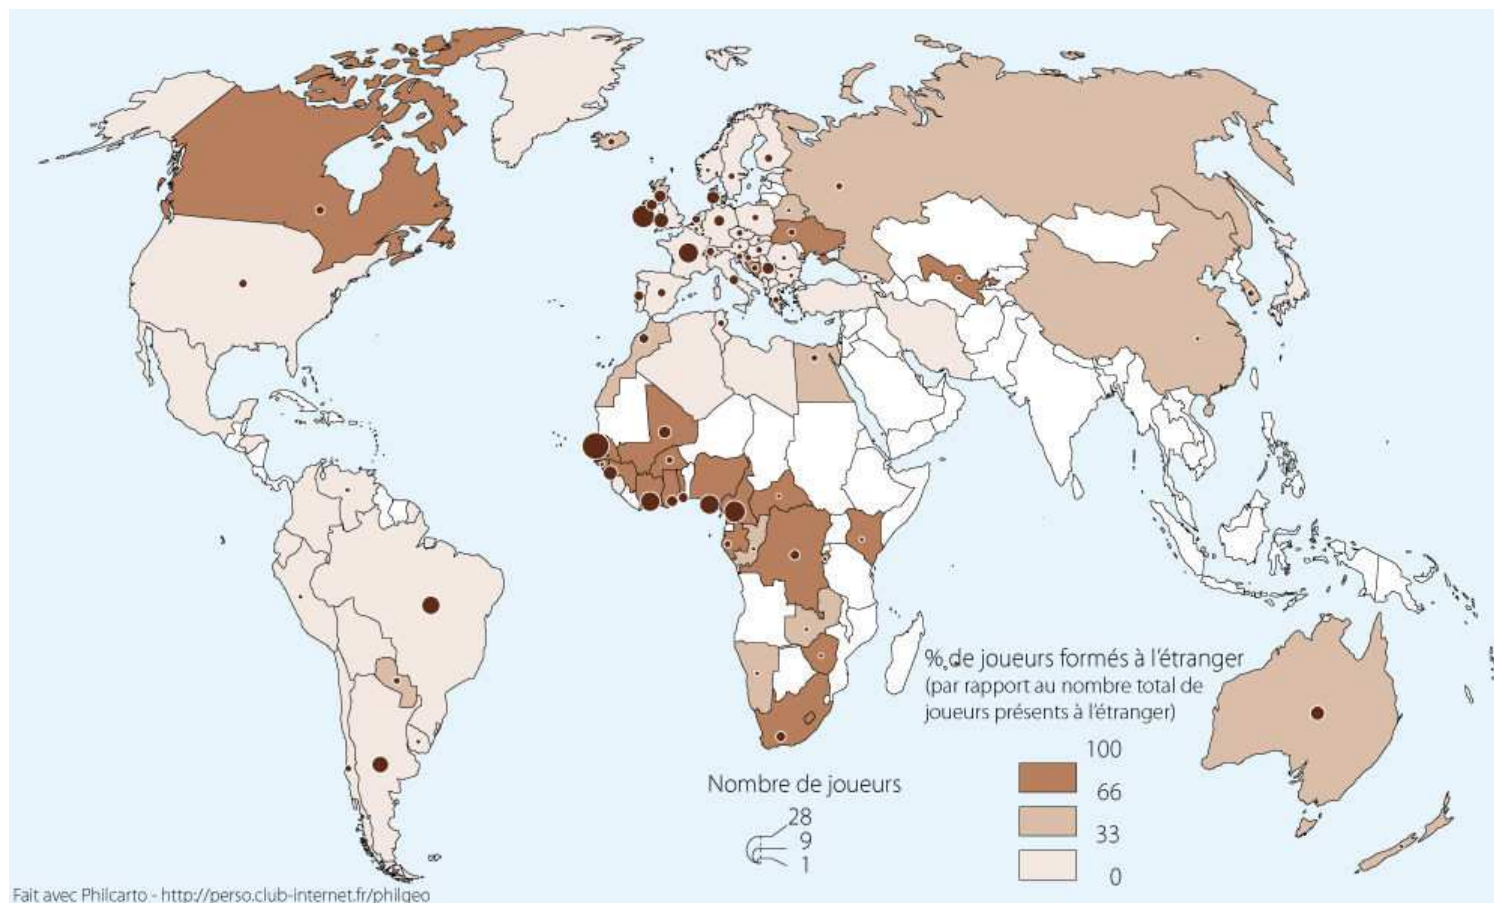 % de joueurs formés à l'étranger
(par rapport au nombre total de
joueurs présents à l'étranger)
100
66
33
0
Nombre de joueurs
28
9
1
Fait avec Philcarto - http://perso.club-internet.fr/philgeo